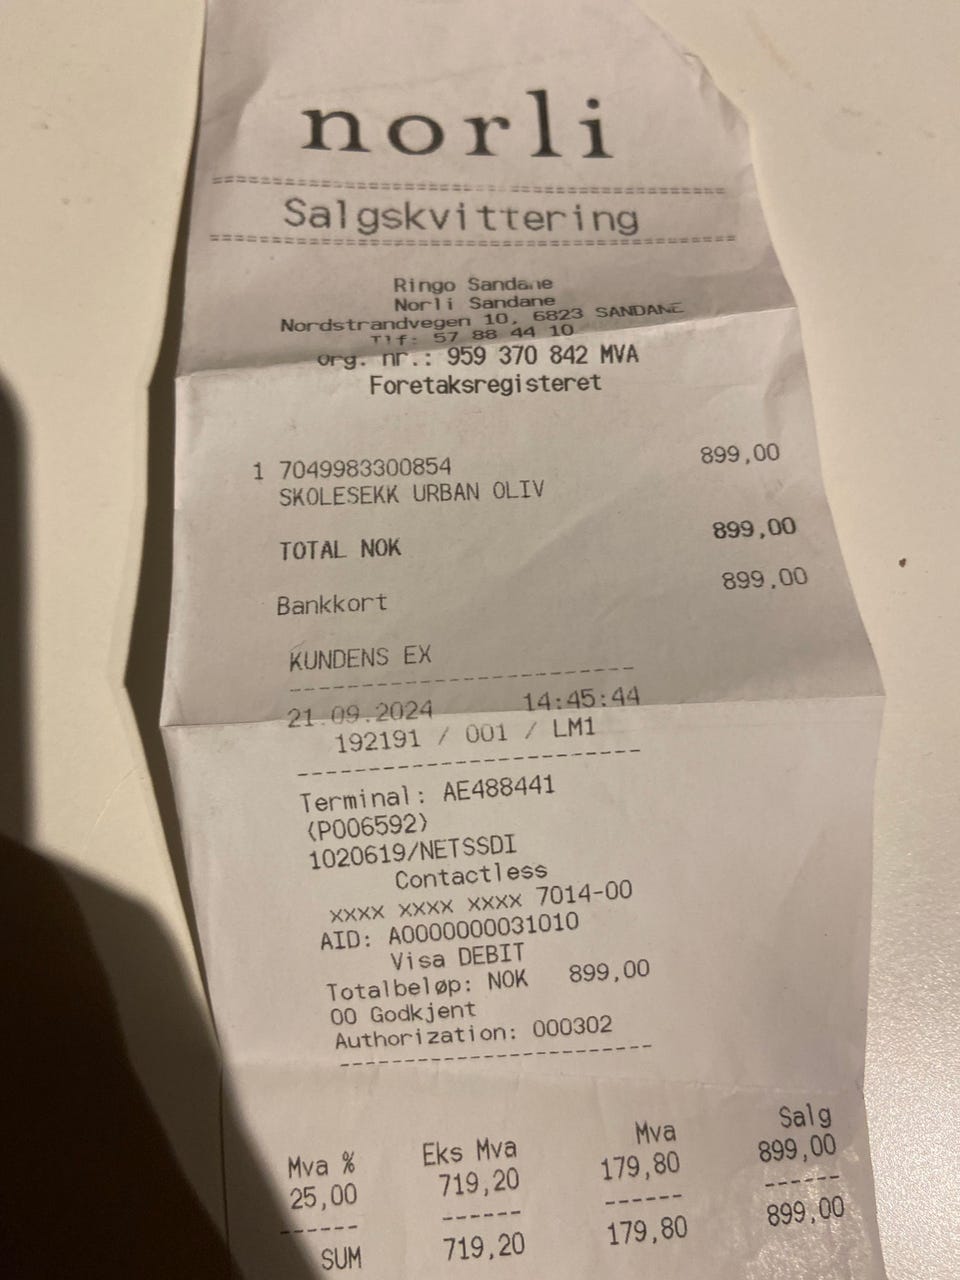 norli
Salgskvittering
Ringo Sandane
Norli Sandane
Nordstrandvegen 10, 6823 SANDANE
Tlf: 57 88 44 10
Org. nr.: 959 370 842 MVA
Foretaksregisteret
1 7049983300854 899,00
SKOLESEKK URBAN OLIV
TOTAL NOK 899,00
Bankkort 899,00
KUNDENS EX
21.09.2024 14:45:44
192191 / 001 / LM1
Terminal: AE488441
(P006592)
1020619/NETSSDI
Contactless
xxxx xxxx xxxx 7014-00
AID: A0000000031010
Visa DEBIT
Totalbeløp: NOK 899,00
00 Godkjent
Authorization: 000302
Mva % Eks Mva Mva Salg
25,00 719,20 179,80 899,00
SUM 719,20 179,80 899,00